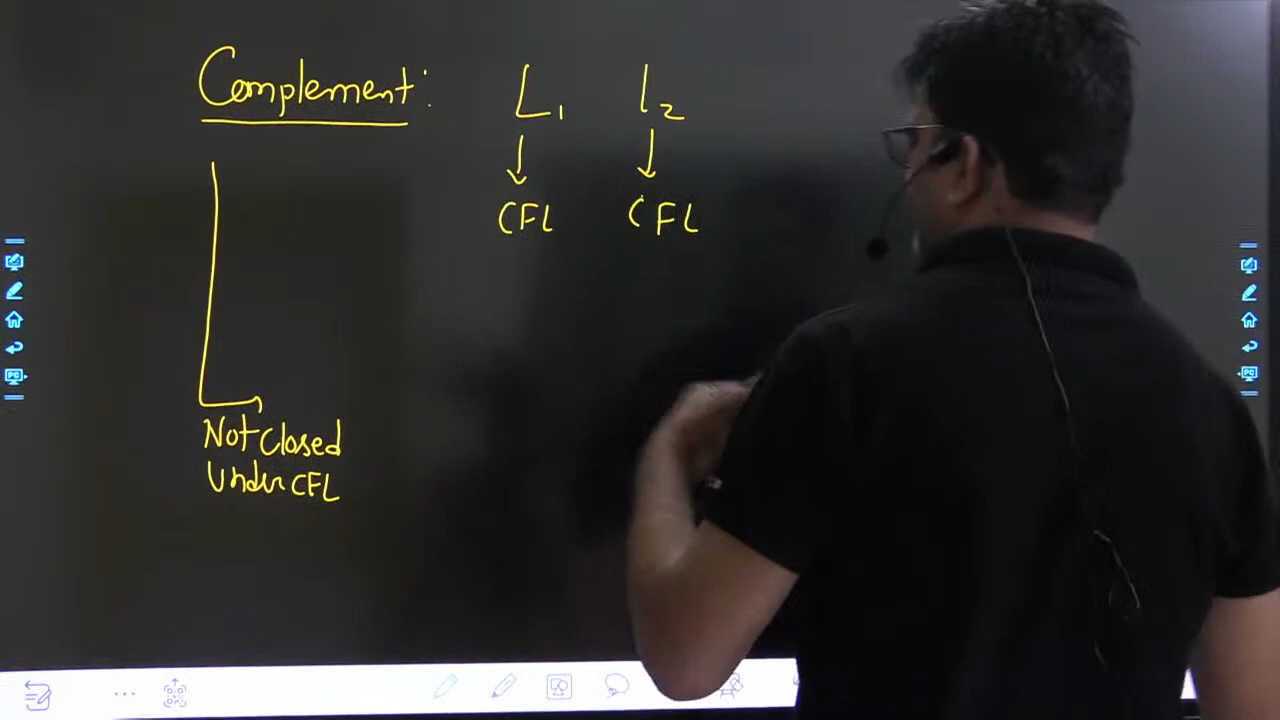 Complement: L1 L2
CFL CFL
Not Closed
Under CFL